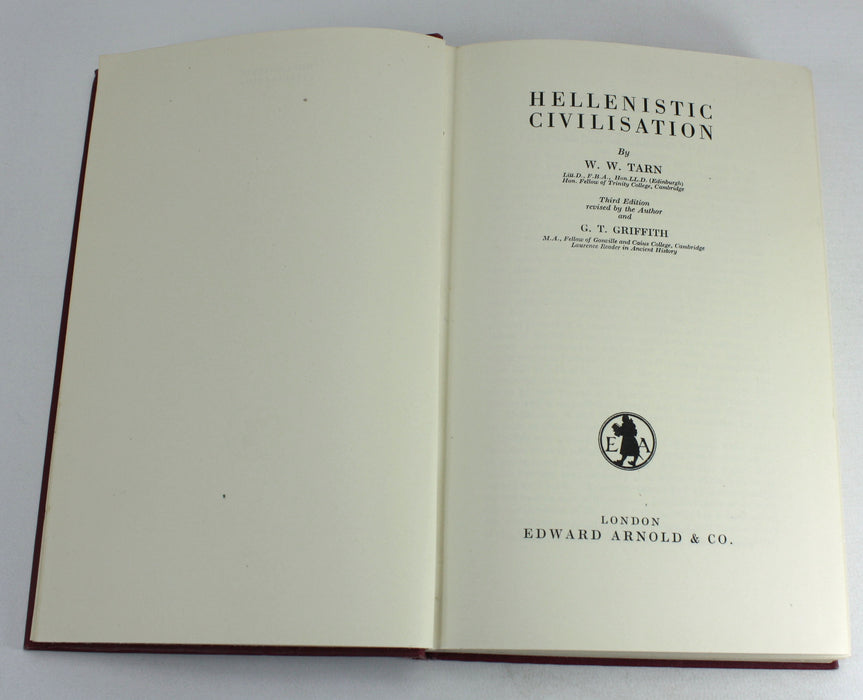 HELLENISTIC
CIVILISATION
By
W. W. TARN
Litt.D., F.B.A., Hon.LL.D. (Edinburgh)
Hon. Fellow of Trinity College, Cambridge
Third Edition
revised by the Author
and
G. T. GRIFFITH
M.A., Fellow of Gonville and Caius College, Cambridge
Laurence Reader in Ancient History
E A
LONDON
EDWARD ARNOLD & CO.